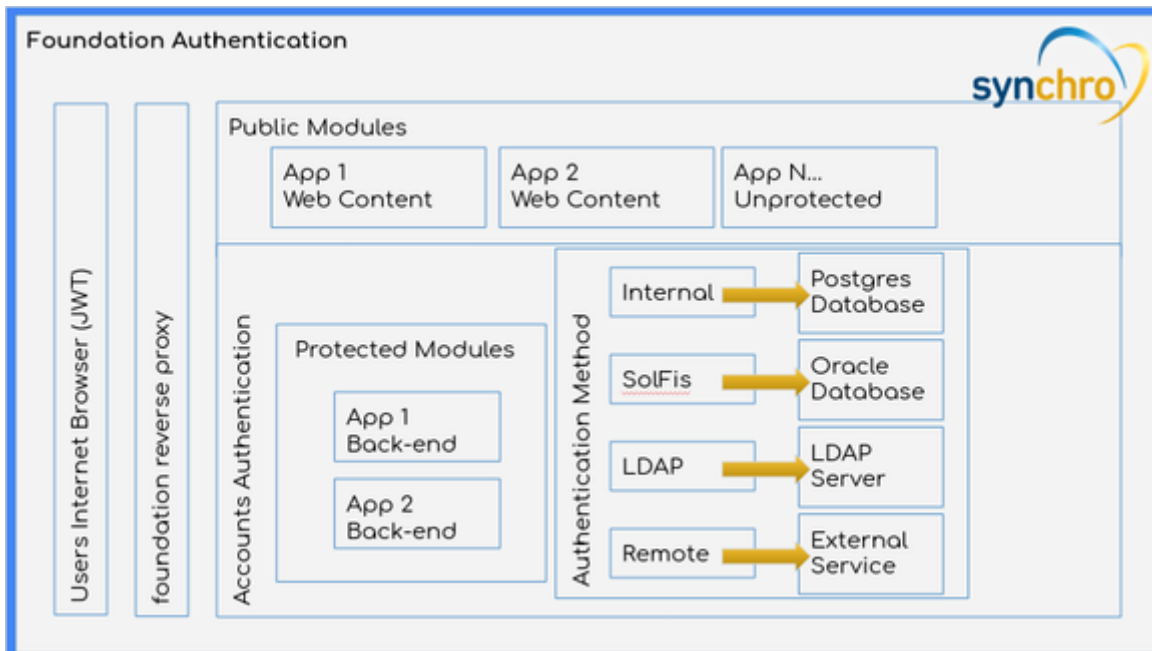 Foundation Authentication
synchro
Users Internet Browser (JWT)
foundation reverse proxy
Public Modules
App 1
Web Content
App 2
Web Content
App N...
Unprotected
Accounts Authentication
Protected Modules
App 1
Back-end
App 2
Back-end
Authentication Method
Internal
Postgres
Database
SolFis
Oracle
Database
LDAP
LDAP
Server
Remote
External
Service